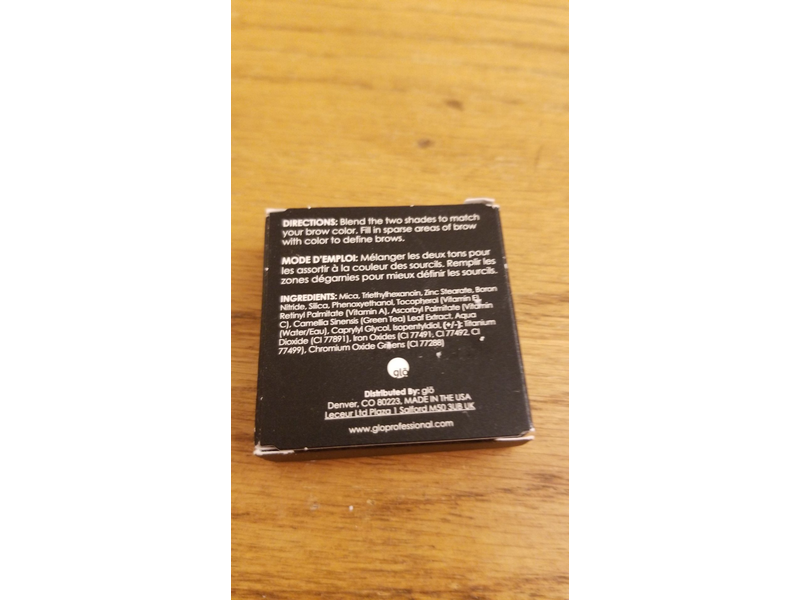 DIRECTIONS: Blend the two shades to match
your brow color. Fill in sparse areas of brow
with color to define brows.
MODE D'EMPLOI: Mélanger les deux tons pour
les assortir à la couleur des sourcils. Remplir les
zones dégarnies pour mieux définir les sourcils.
INGREDIENTS: Mica, Triethylhexanoin, Zinc Stearate, Boron
Nitride, Silica, Phenoxyethanol, Tocopherol (Vitamin E),
Retinyl Palmitate (Vitamin A), Ascorbyl Palmitate (Vitamin
C), Camellia Sinensis (Green Tea) Leaf Extract, Aqua
(Water/Eau), Caprylyl Glycol, Isopentyldiol, (+/-): Titanium
Dioxide (CI 77891), Iron Oxides (CI 77491, CI 77492, CI
77499), Chromium Oxide Greens (CI 77288)
glō
Distributed By: glō
Denver, CO 80223, MADE IN THE USA
Leceur Ltd Plaza 1 Salford M50 3UB UK
www.gloprofessional.com